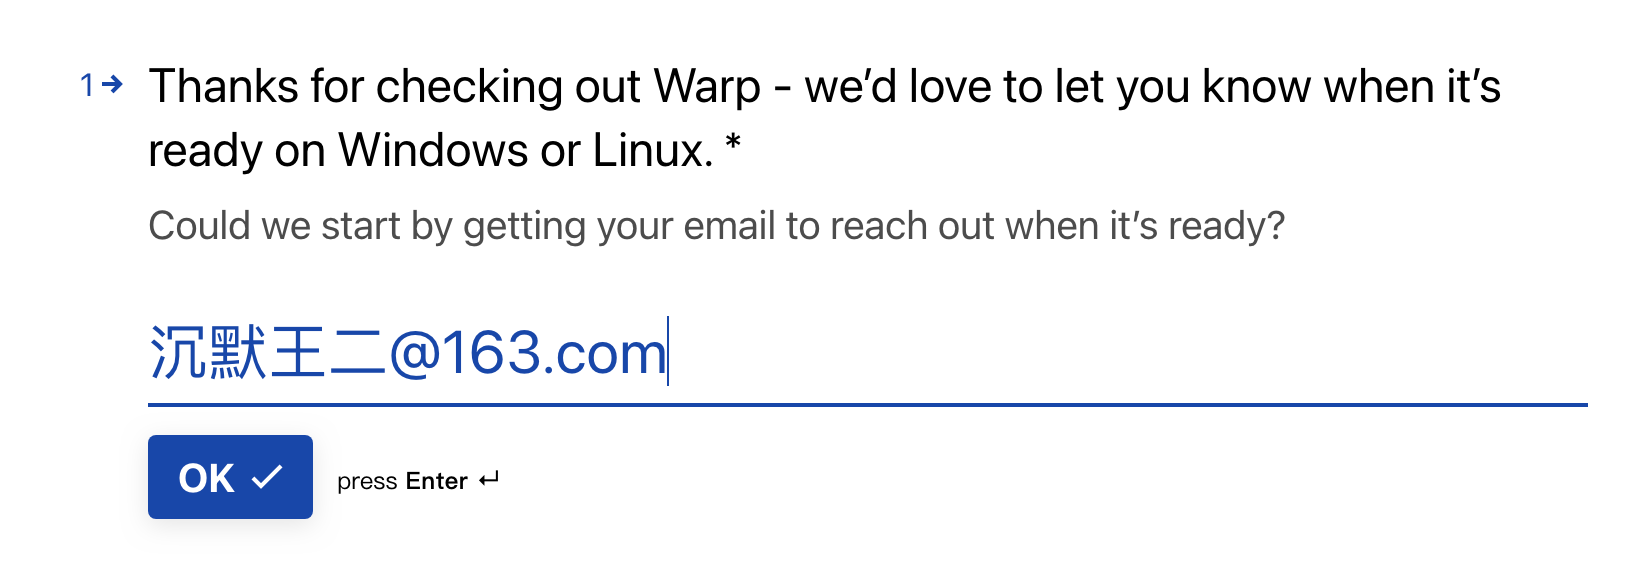 1→ Thanks for checking out Warp - we’d love to let you know when it’s
ready on Windows or Linux. *
Could we start by getting your email to reach out when it’s ready?
沉默王二@163.com
OK ✓ press Enter ↵